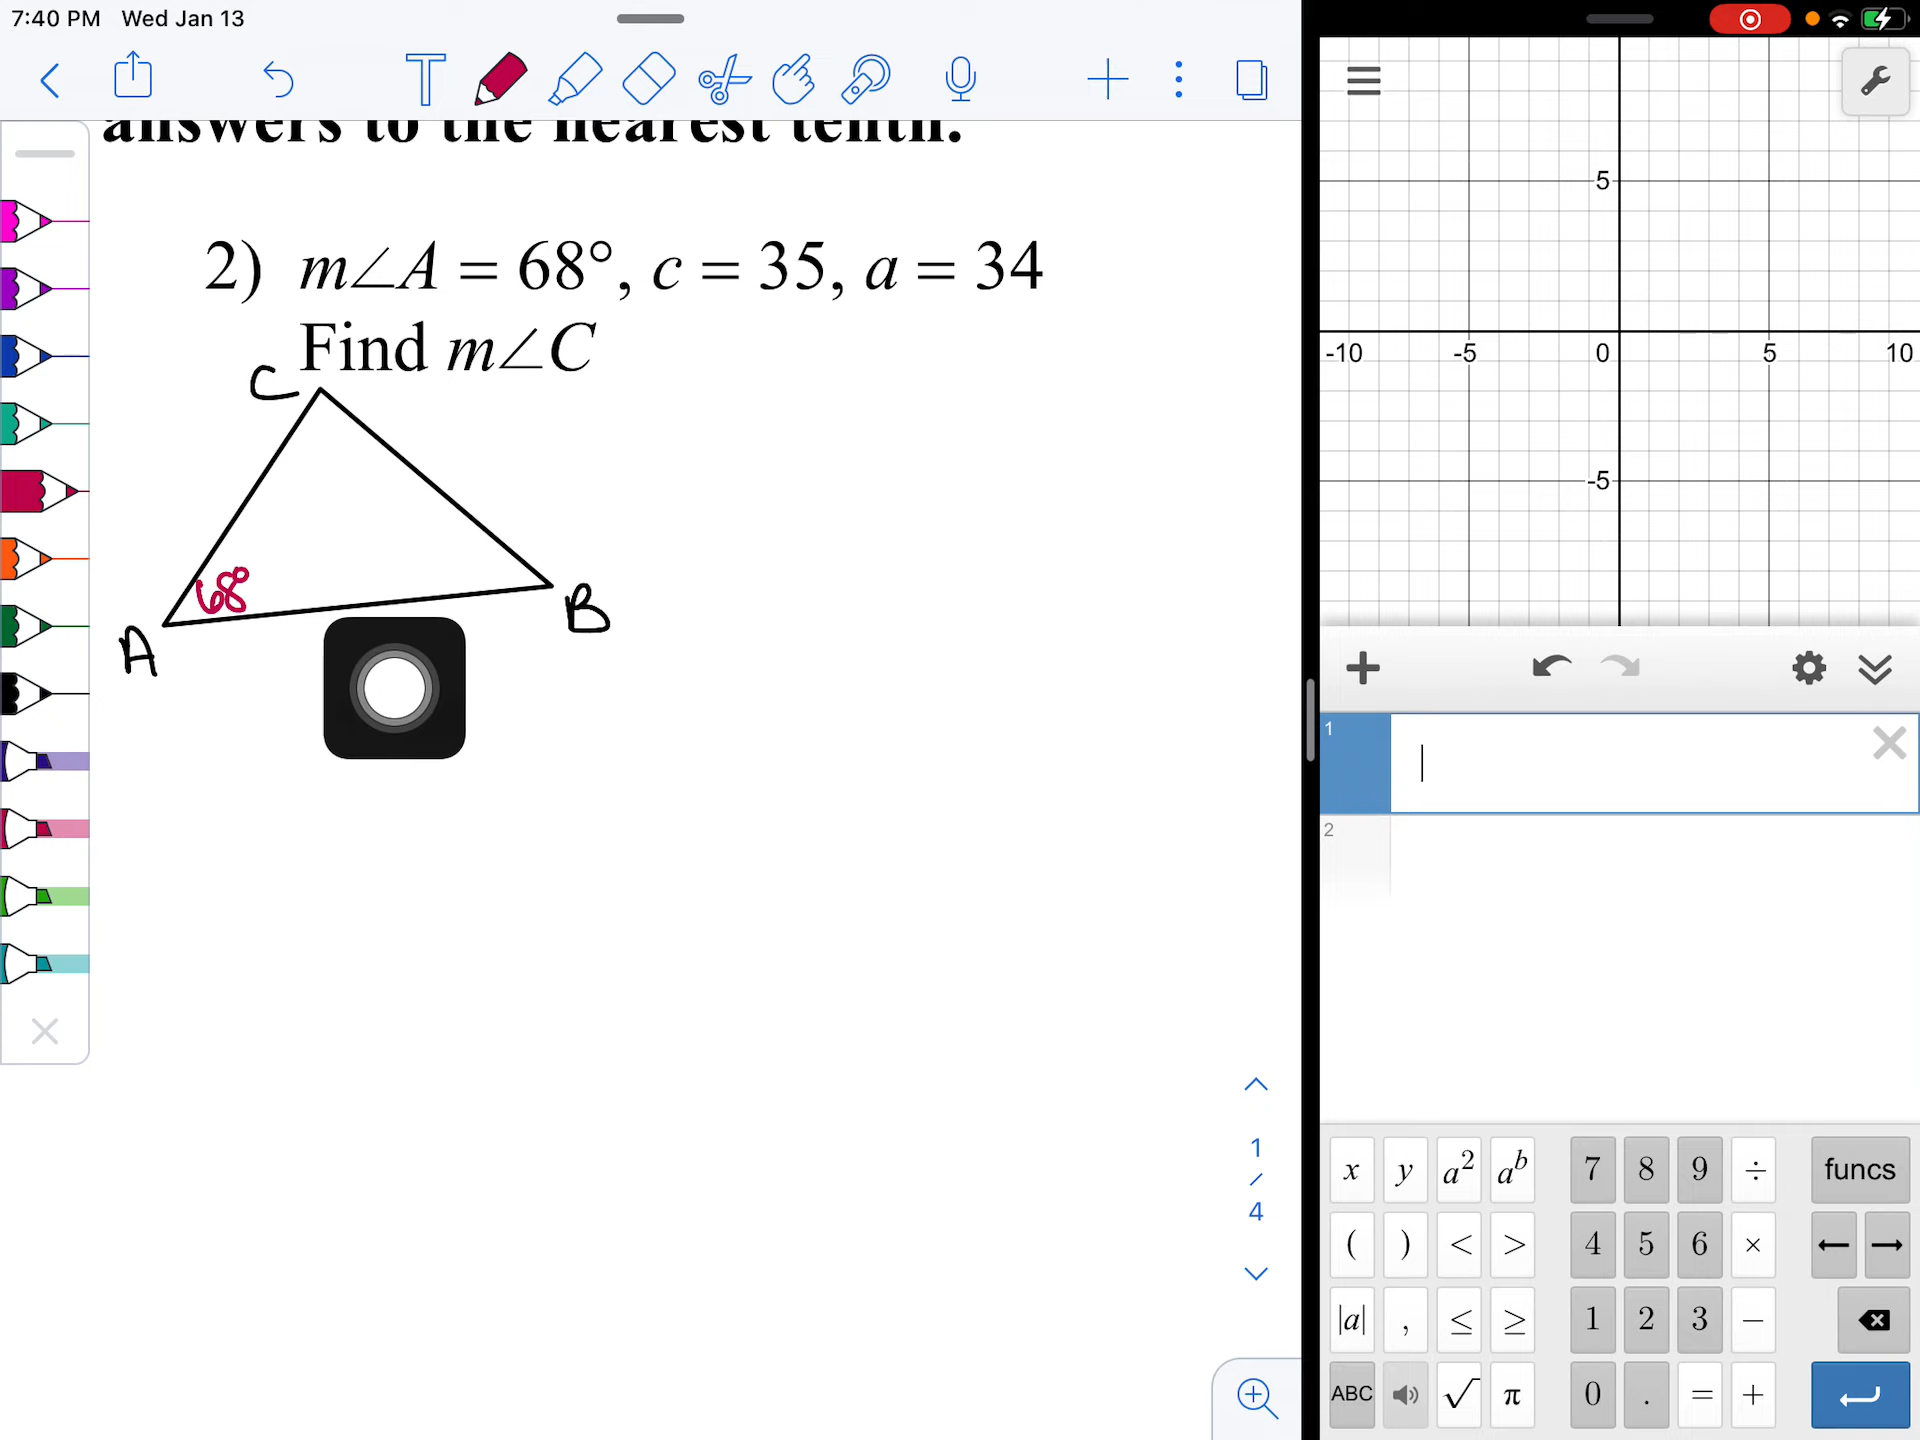 7:40 PM Wed Jan 13
answers to the nearest tenth.
2) m∠A = 68°, c = 35, a = 34
Find m∠C
C
68°
A
B
1
/
4
5
-10 -5 0 5 10
-5
1
2
x y a² aᵇ 7 8 9 ÷ funcs
( ) < > 4 5 6 × ← →
|a| , ≤ ≥ 1 2 3 −
ABC √ π 0 . = +